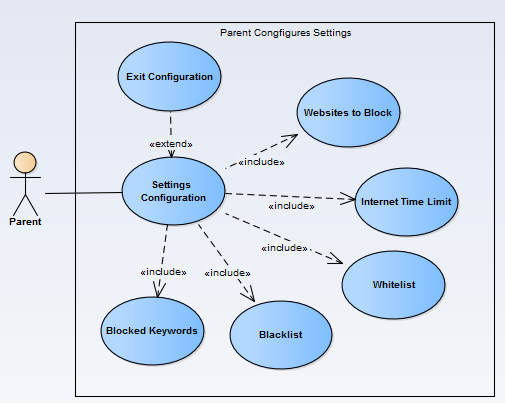 Parent Congfigures Settings
Exit Configuration
Websites to Block
«extend»
«include»
Settings
Configuration
Internet Time Limit
«include»
Parent
«include»
«include»
«include»
Whitelist
Blocked Keywords
Blacklist